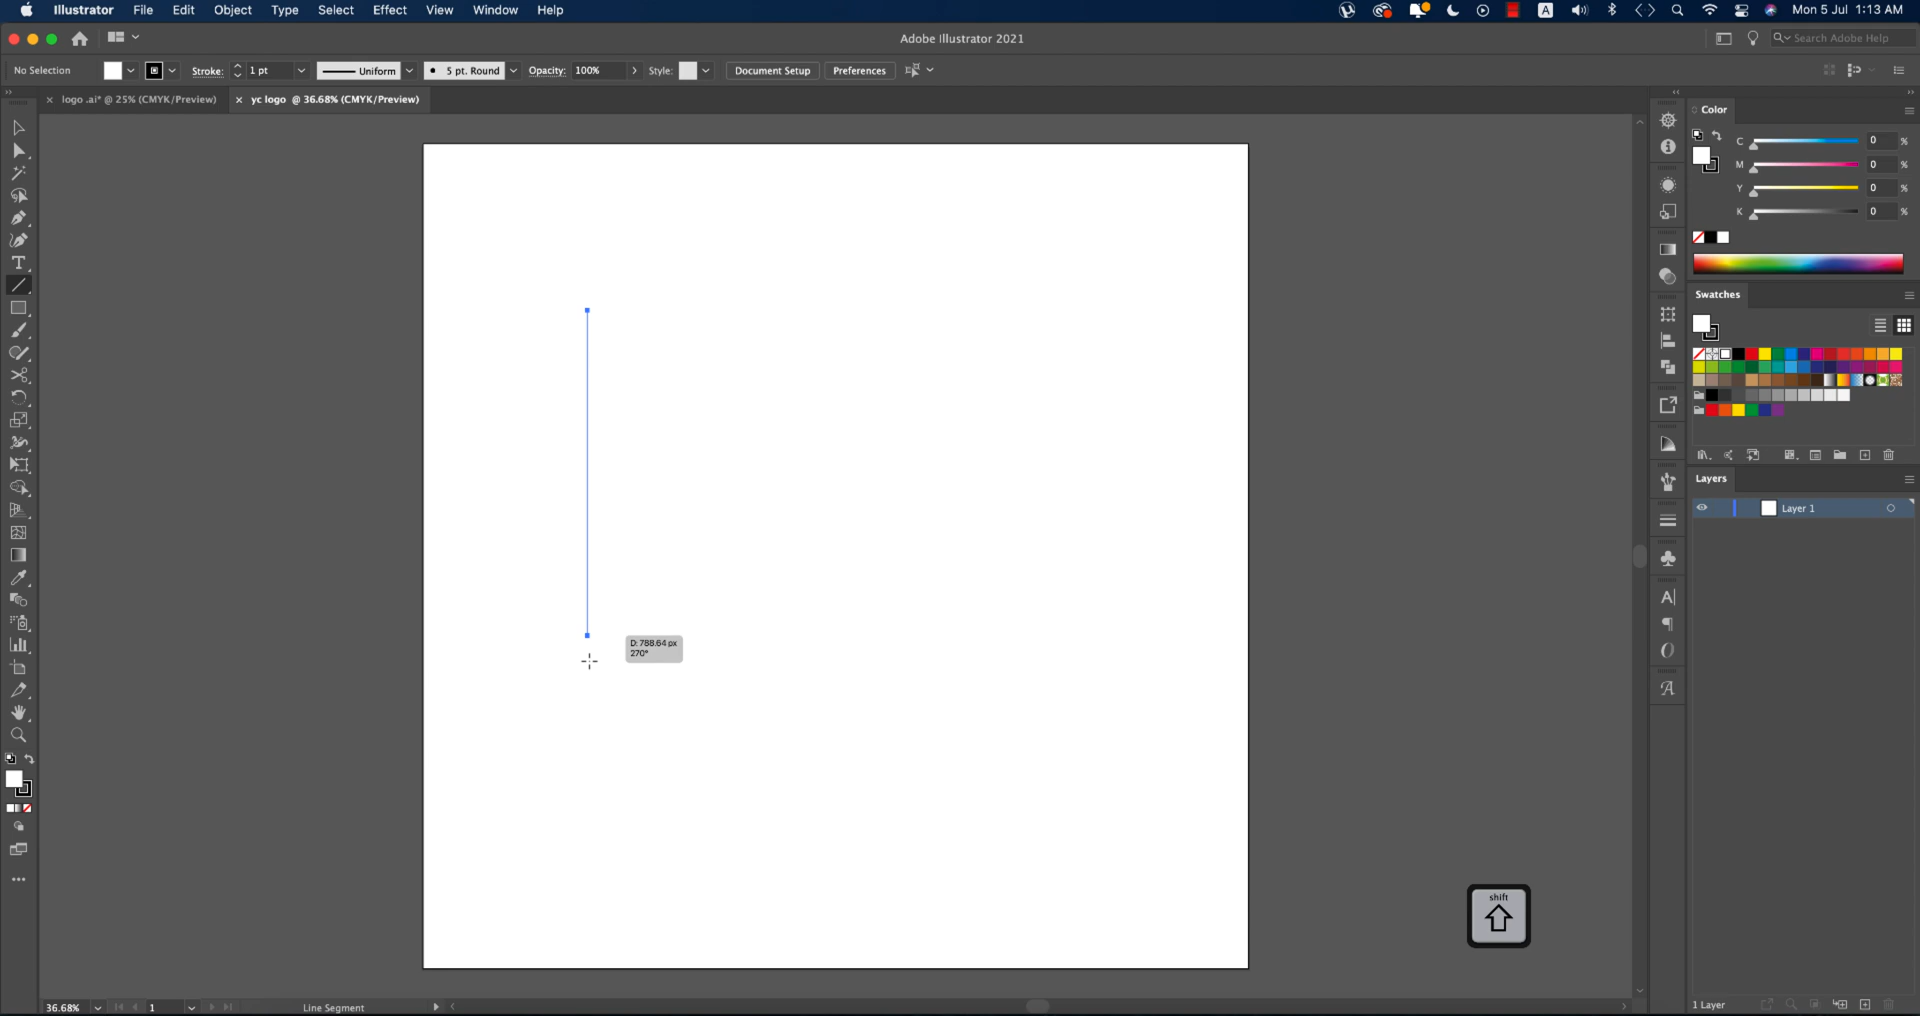 Illustrator File Edit Object Type Select Effect View Window Help
A Mon 5 Jul 1:13 AM
Adobe Illustrator 2021
Search Adobe Help
No Selection Stroke: 1 pt Uniform 5 pt. Round Opacity: 100% Style: Document Setup Preferences
× logo .ai* @ 25% (CMYK/Preview) × yc logo @ 36.68% (CMYK/Preview)
Color
C 0 %
M 0 %
Y 0 %
K 0 %
Swatches
Layers
Layer 1
D: 788.64 px
270°
shift
36.68% 1 Line Segment
1 Layer